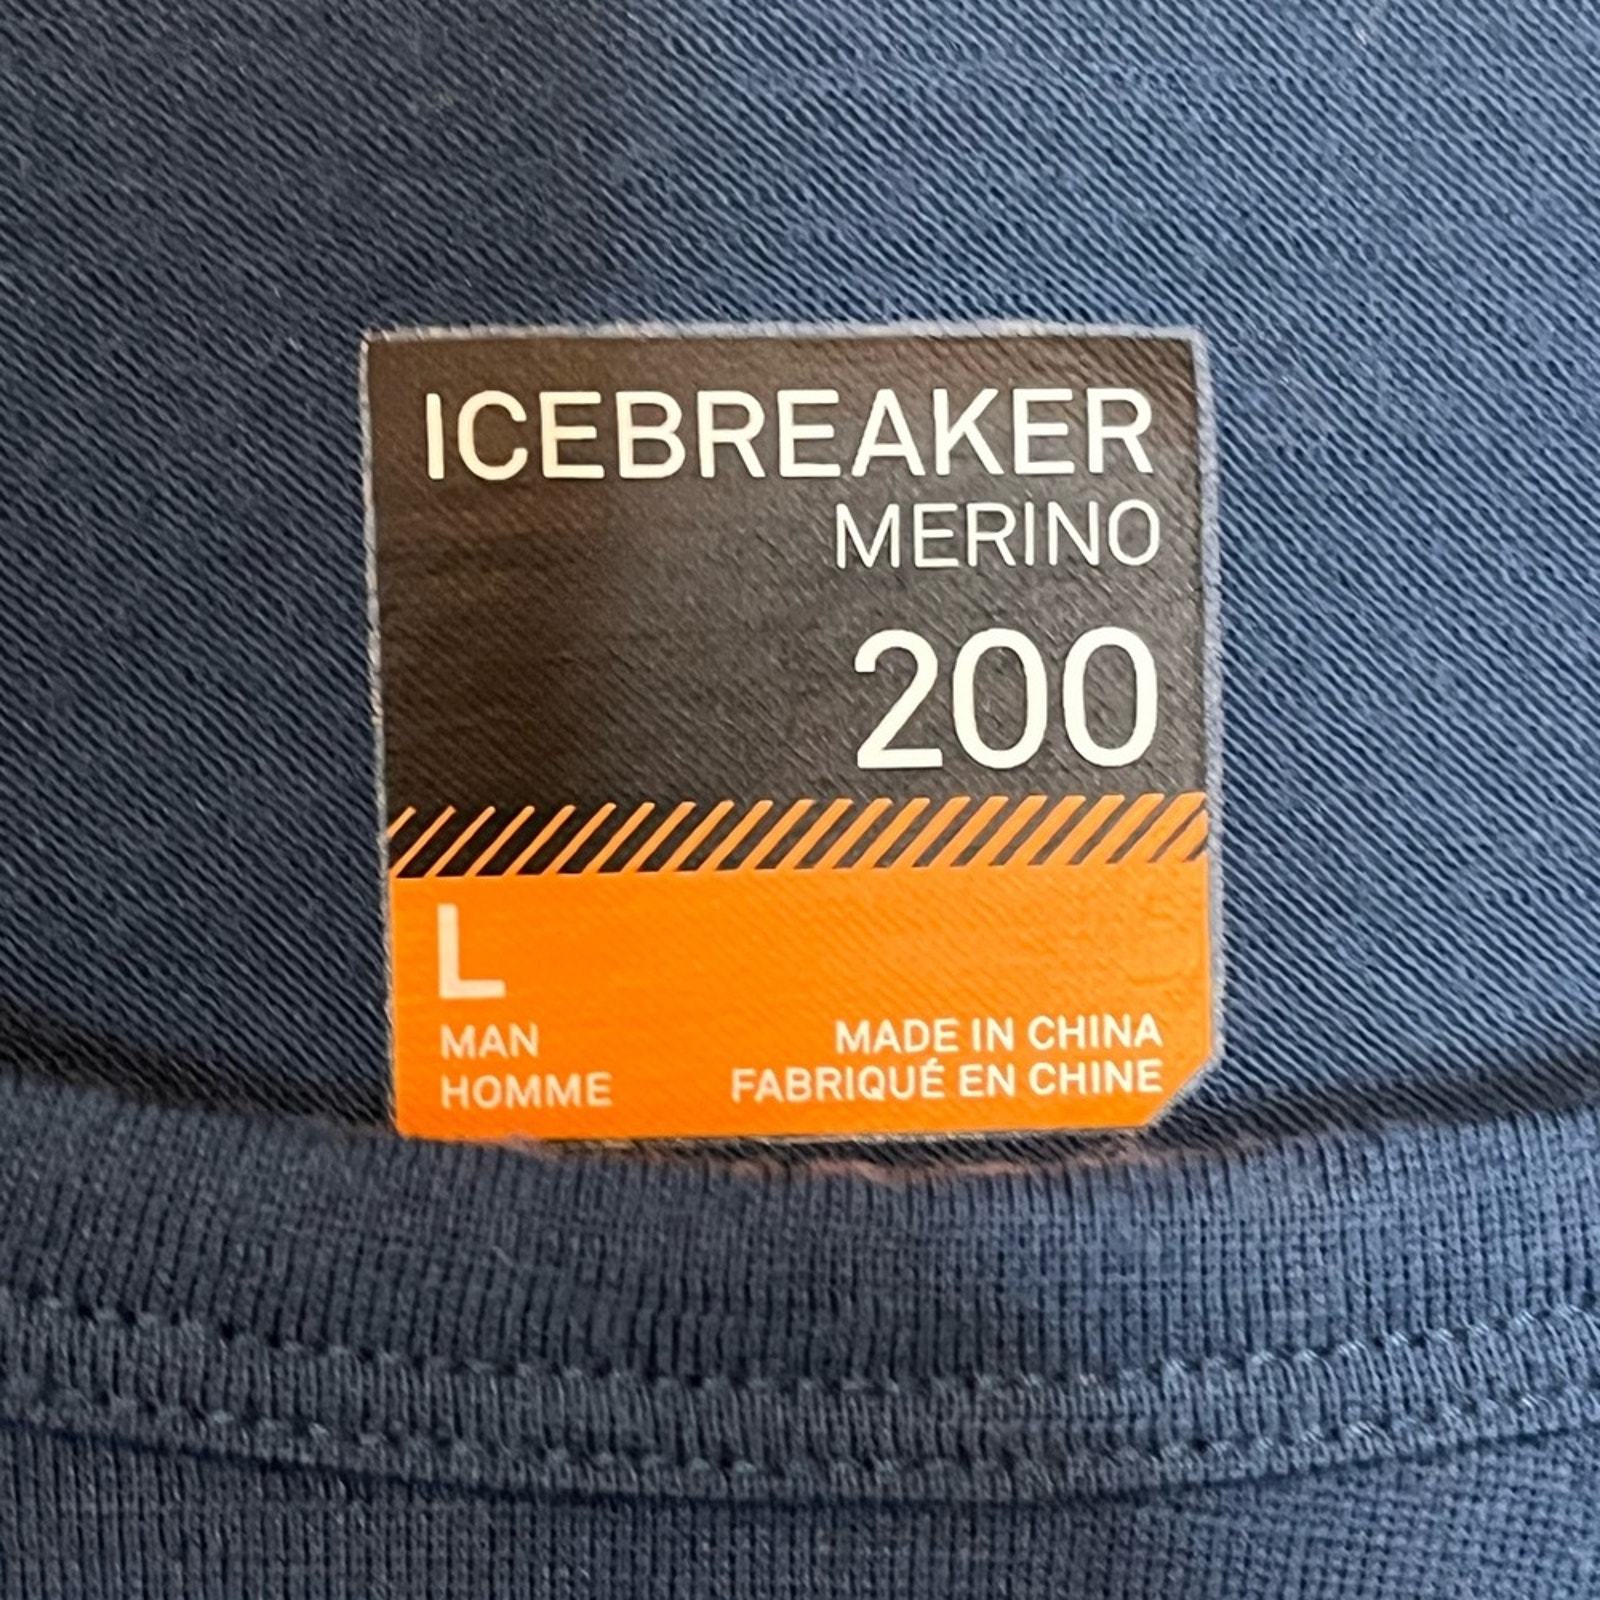 ICEBREAKER
MERINO
200
L
MAN
HOMME
MADE IN CHINA
FABRIQUÉ EN CHINE